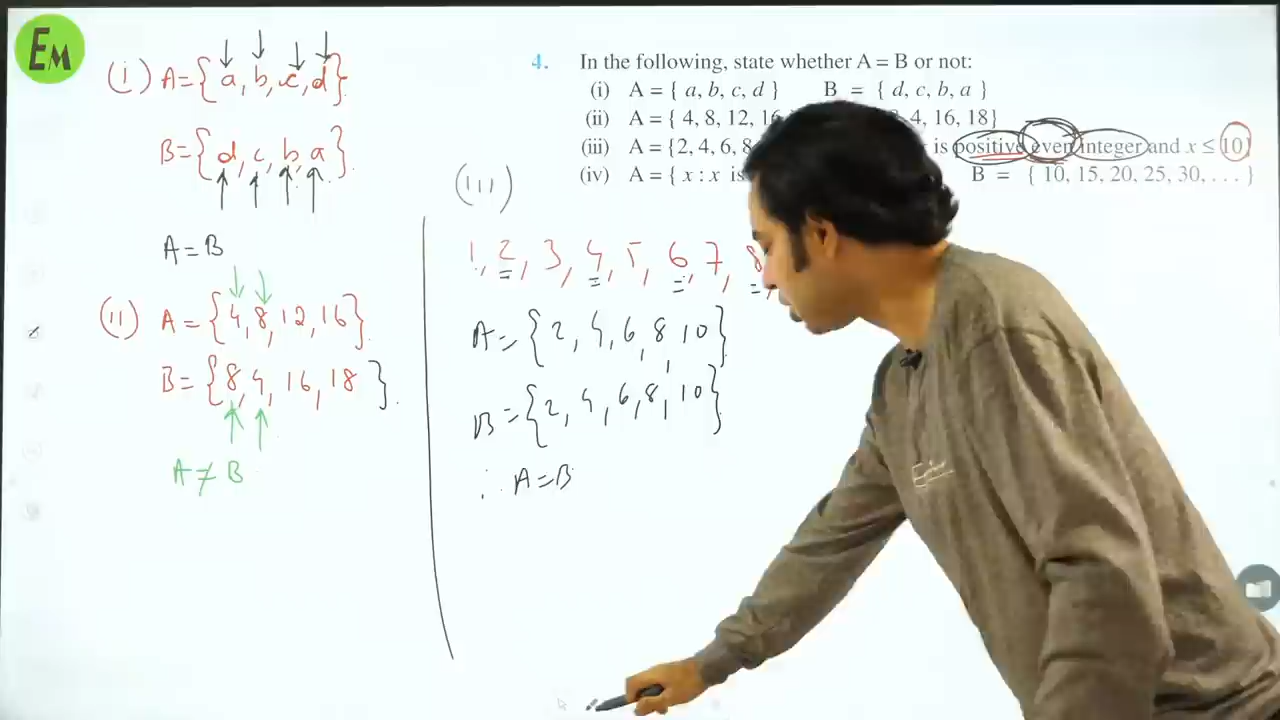 EM
(i) A={a, b, c, d}
B={d, c, b, a}.
A=B
(ii) A = {4, 8, 12, 16}.
B= {8, 4, 16, 18}.
A≠B
4. In the following, state whether A = B or not:
(i) A = { a, b, c, d } B = { d, c, b, a }
(ii) A = { 4, 8, 12, 16 4, 16, 18}
(iii) A = {2, 4, 6, 8 is positive even integer and x ≤ 10}
(iv) A = { x : x is B = { 10, 15, 20, 25, 30, . . . }
(iii)
1, 2, 3, 4, 5, 6, 7, 8,
A= {2, 4, 6, 8, 10}.
B= {2, 4, 6, 8, 10}.
∴ A=B